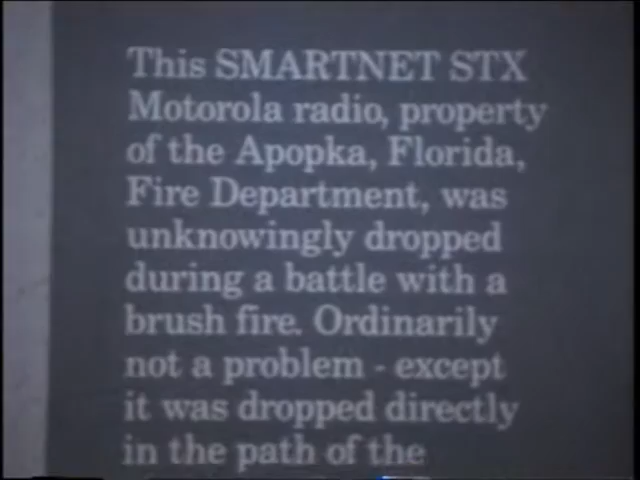 This SMARTNET STX
Motorola radio, property
of the Apopka, Florida,
Fire Department, was
unknowingly dropped
during a battle with a
brush fire. Ordinarily
not a problem - except
it was dropped directly
in the path of the